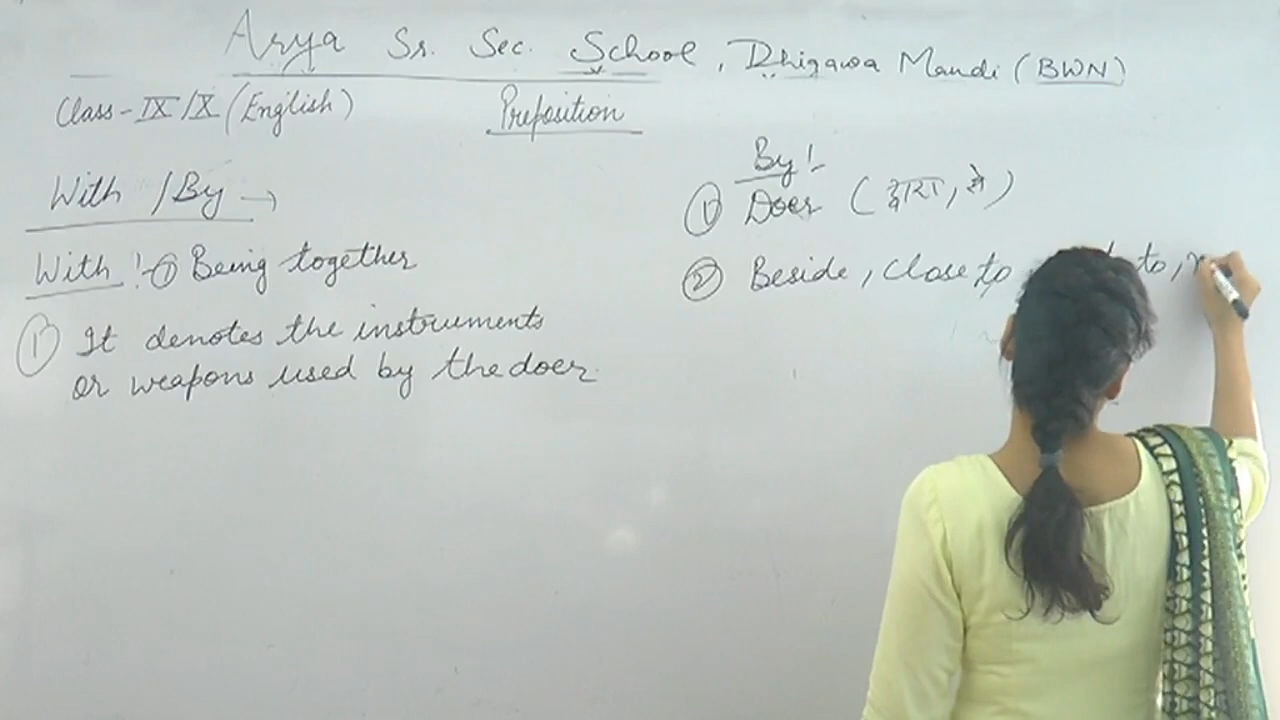 Arya Sr. Sec. School, Dhigawa Mandi (BWN)
Class - IX/X (English)
Preposition
With / By →
With :- ① Being together
① It denotes the instruments
or weapons used by the doer.
By :-
① Doer (द्वारा, से)
② Beside, close to, to,